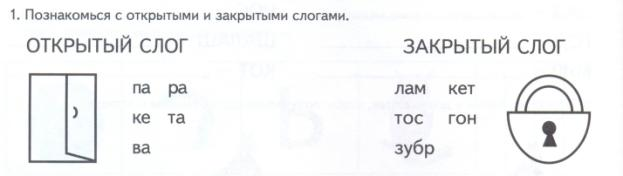 1. Познакомься с открытыми и закрытыми слогами.
ОТКРЫТЫЙ СЛОГ
па ра
ке та
ва
ЗАКРЫТЫЙ СЛОГ
лам кет
тос гон
зубр